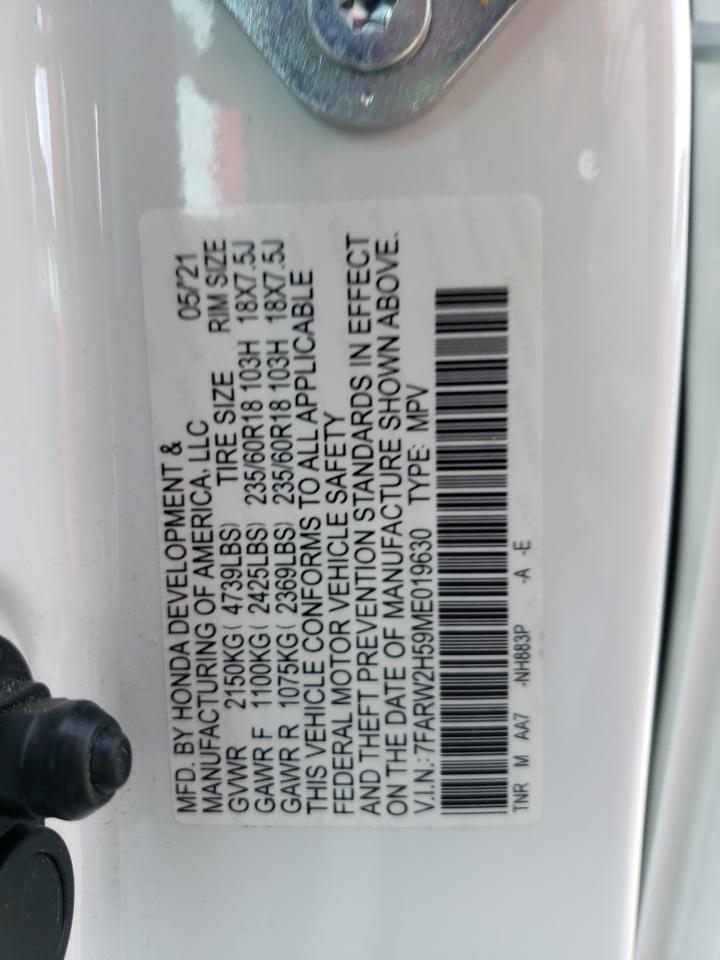 MFD. BY HONDA DEVELOPMENT & 05/'21
MANUFACTURING OF AMERICA, LLC
TIRE SIZE RIM SIZE
GVWR 2150KG( 4739LBS)
GAWR F 1100KG( 2425LBS) 235/60R18 103H 18X7.5J
GAWR R 1075KG( 2369LBS) 235/60R18 103H 18X7.5J
THIS VEHICLE CONFORMS TO ALL APPLICABLE
FEDERAL MOTOR VEHICLE SAFETY
AND THEFT PREVENTION STANDARDS IN EFFECT
ON THE DATE OF MANUFACTURE SHOWN ABOVE.
V.I.N.: 7FARW2H59ME019630 TYPE: MPV
TNR M AA7 -NH883P -A -E